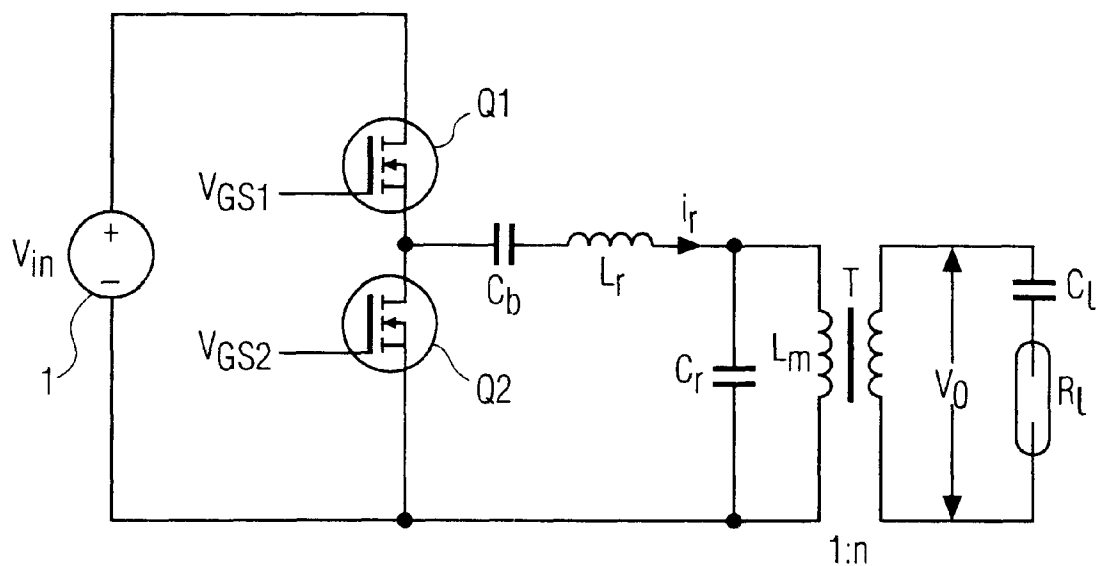 Q1
V_GS1
i_r
V_in
+
−
C_b
L_r
T
C_l
V_GS2
1
Q2
C_r
L_m
V_0
R_l
1:n